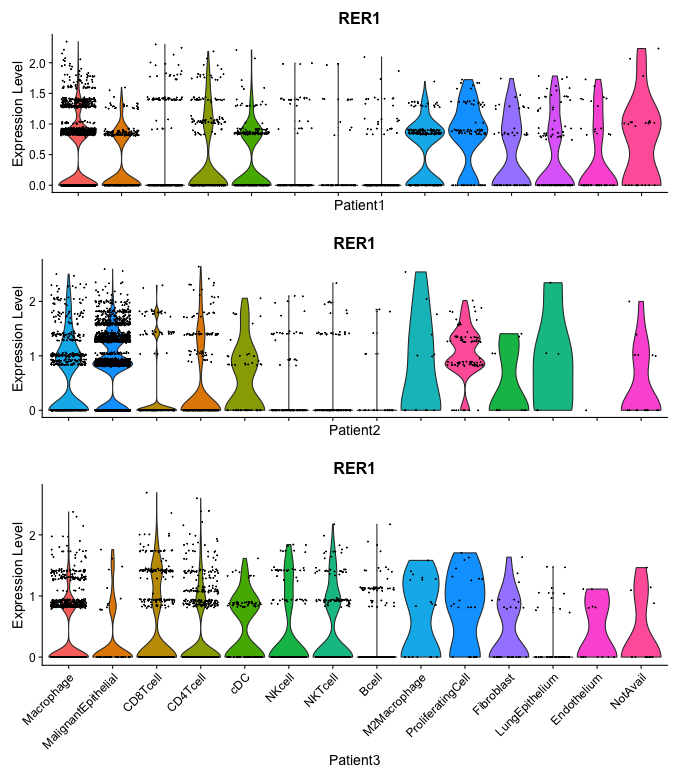 RER1
Expression Level
2.0
1.5
1.0
0.5
0.0
Patient1
RER1
Expression Level
2
1
0
Patient2
RER1
Expression Level
2
1
0
Macrophage
MalignantEpithelial
CD8Tcell
CD4Tcell
cDC
NKcell
NKTcell
Bcell
M2Macrophage
ProliferatingCell
Fibroblast
LungEpithelium
Endothelium
NotAvail
Patient3